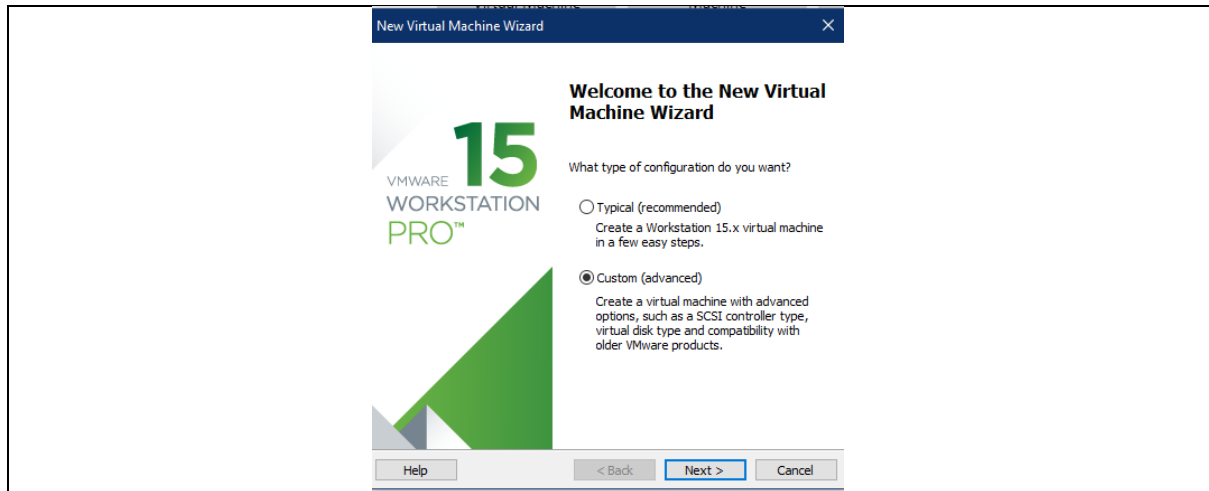 New Virtual Machine Wizard
Welcome to the New Virtual
Machine Wizard
15
VMWARE
WORKSTATION
PRO™
What type of configuration do you want?
Typical (recommended)
Create a Workstation 15.x virtual machine
in a few easy steps.
Custom (advanced)
Create a virtual machine with advanced
options, such as a SCSI controller type,
virtual disk type and compatibility with
older VMware products.
Help
< Back
Next >
Cancel